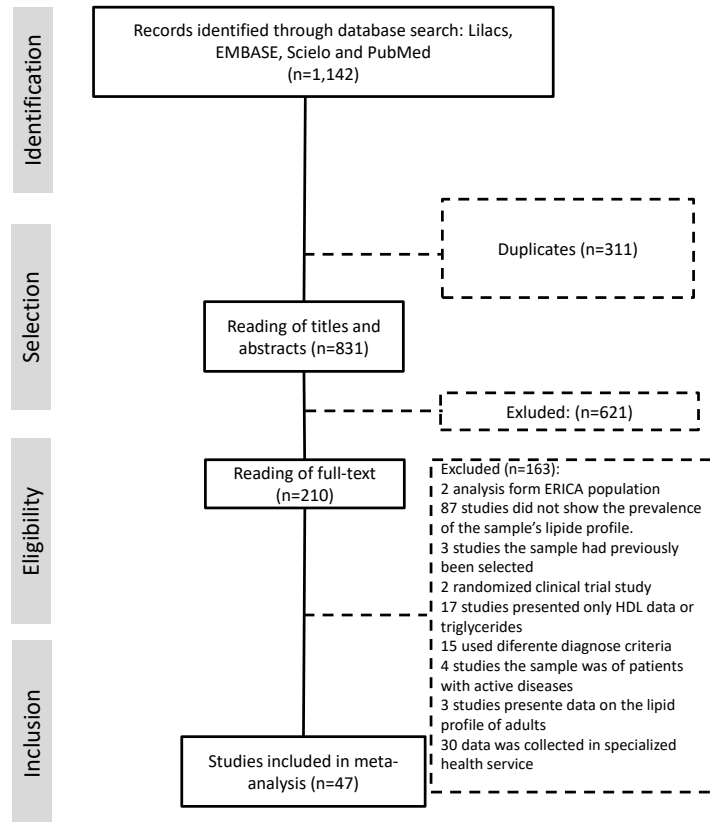 Identification
Records identified through database search: Lilacs,
EMBASE, Scielo and PubMed
(n=1,142)
Duplicates (n=311)
Selection
Reading of titles and
abstracts (n=831)
Exluded: (n=621)
Eligibility
Reading of full-text
(n=210)
Excluded (n=163):
2 analysis form ERICA population
87 studies did not show the prevalence
of the sample’s lipide profile.
3 studies the sample had previously
been selected
2 randomized clinical trial study
17 studies presented only HDL data or
triglycerides
15 used diferente diagnose criteria
4 studies the sample was of patients
with active diseases
3 studies presente data on the lipid
profile of adults
30 data was collected in specialized
health service
Inclusion
Studies included in meta-
analysis (n=47)